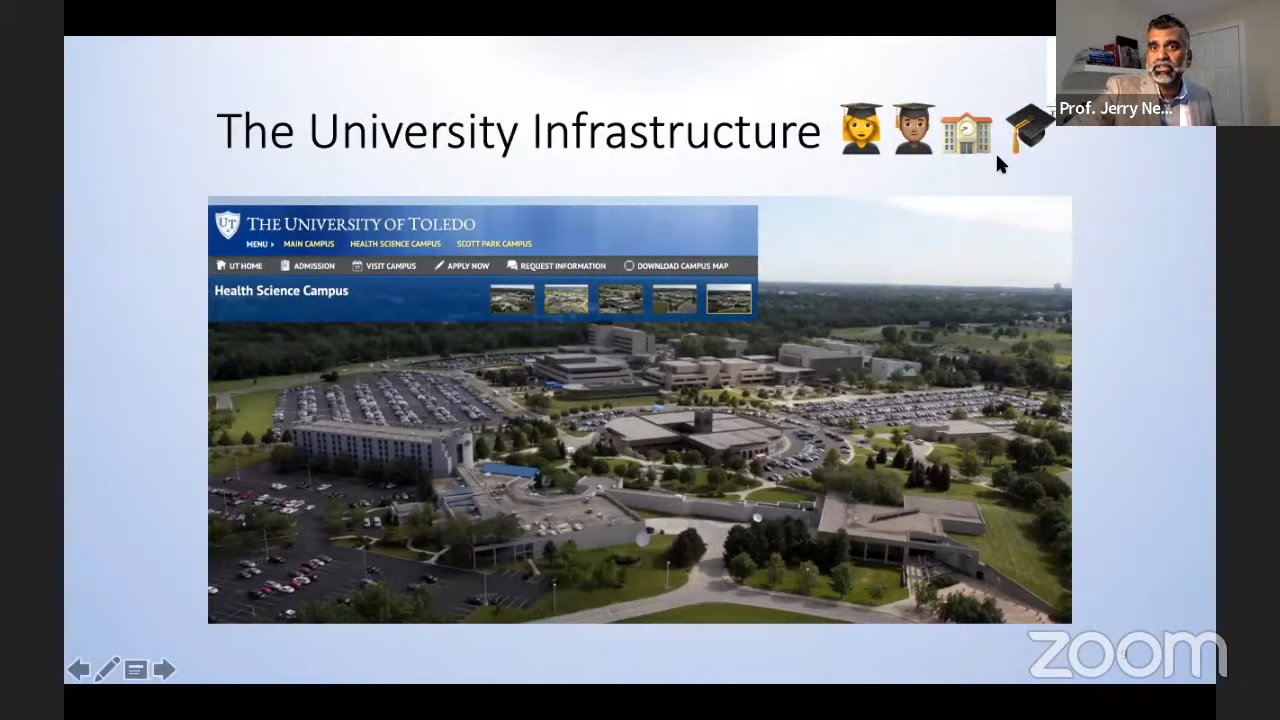 The University Infrastructure
Prof. Jerry Ne...
UT THE UNIVERSITY OF TOLEDO
MENU MAIN CAMPUS HEALTH SCIENCE CAMPUS SCOTT PARK CAMPUS
UT HOME ADMISSION VISIT CAMPUS APPLY NOW REQUEST INFORMATION DOWNLOAD CAMPUS MAP
Health Science Campus
zoom